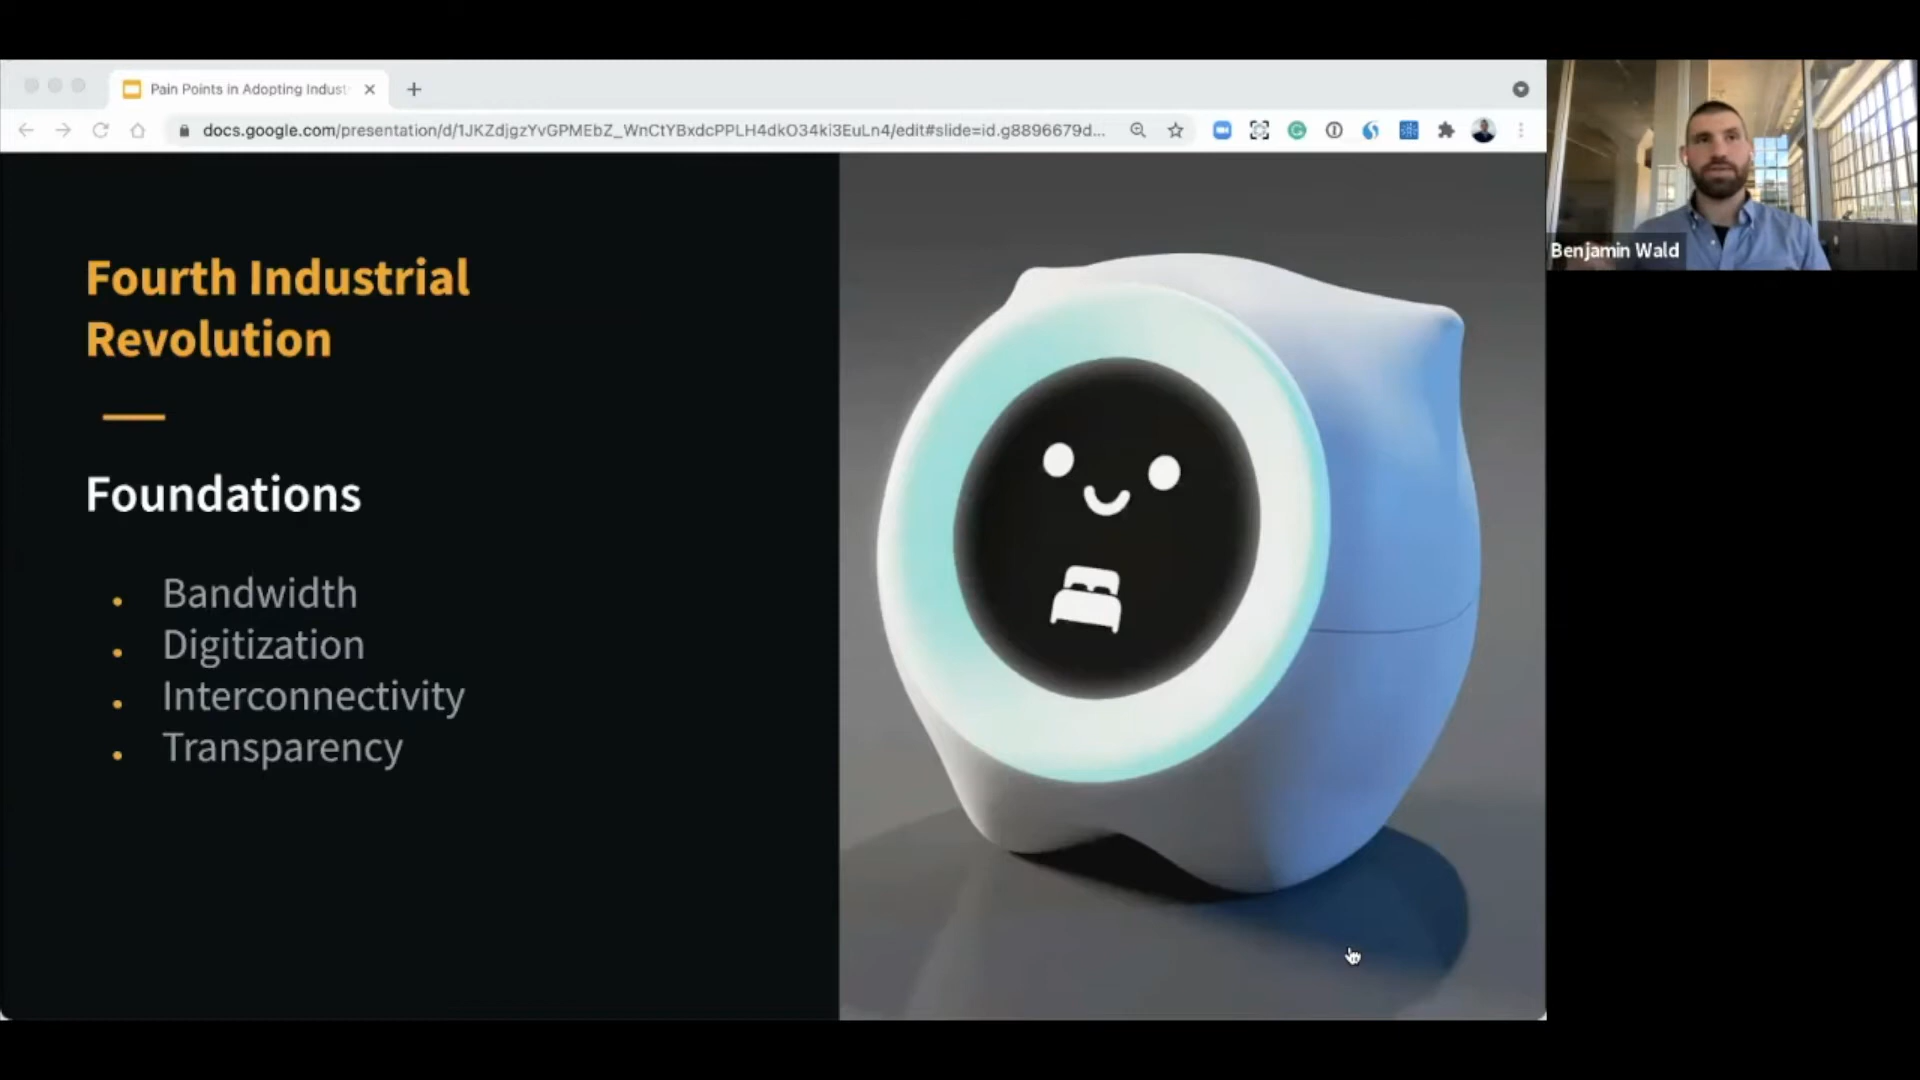 Pain Points in Adopting Indust
docs.google.com/presentation/d/1JKZdjgzYvGPMEbZ_WnCtYBxdcPPLH4dkO34ki3EuLn4/edit#slide=id.g8896679d...
Fourth Industrial
Revolution
Foundations
Bandwidth
Digitization
Interconnectivity
Transparency
Benjamin Wald